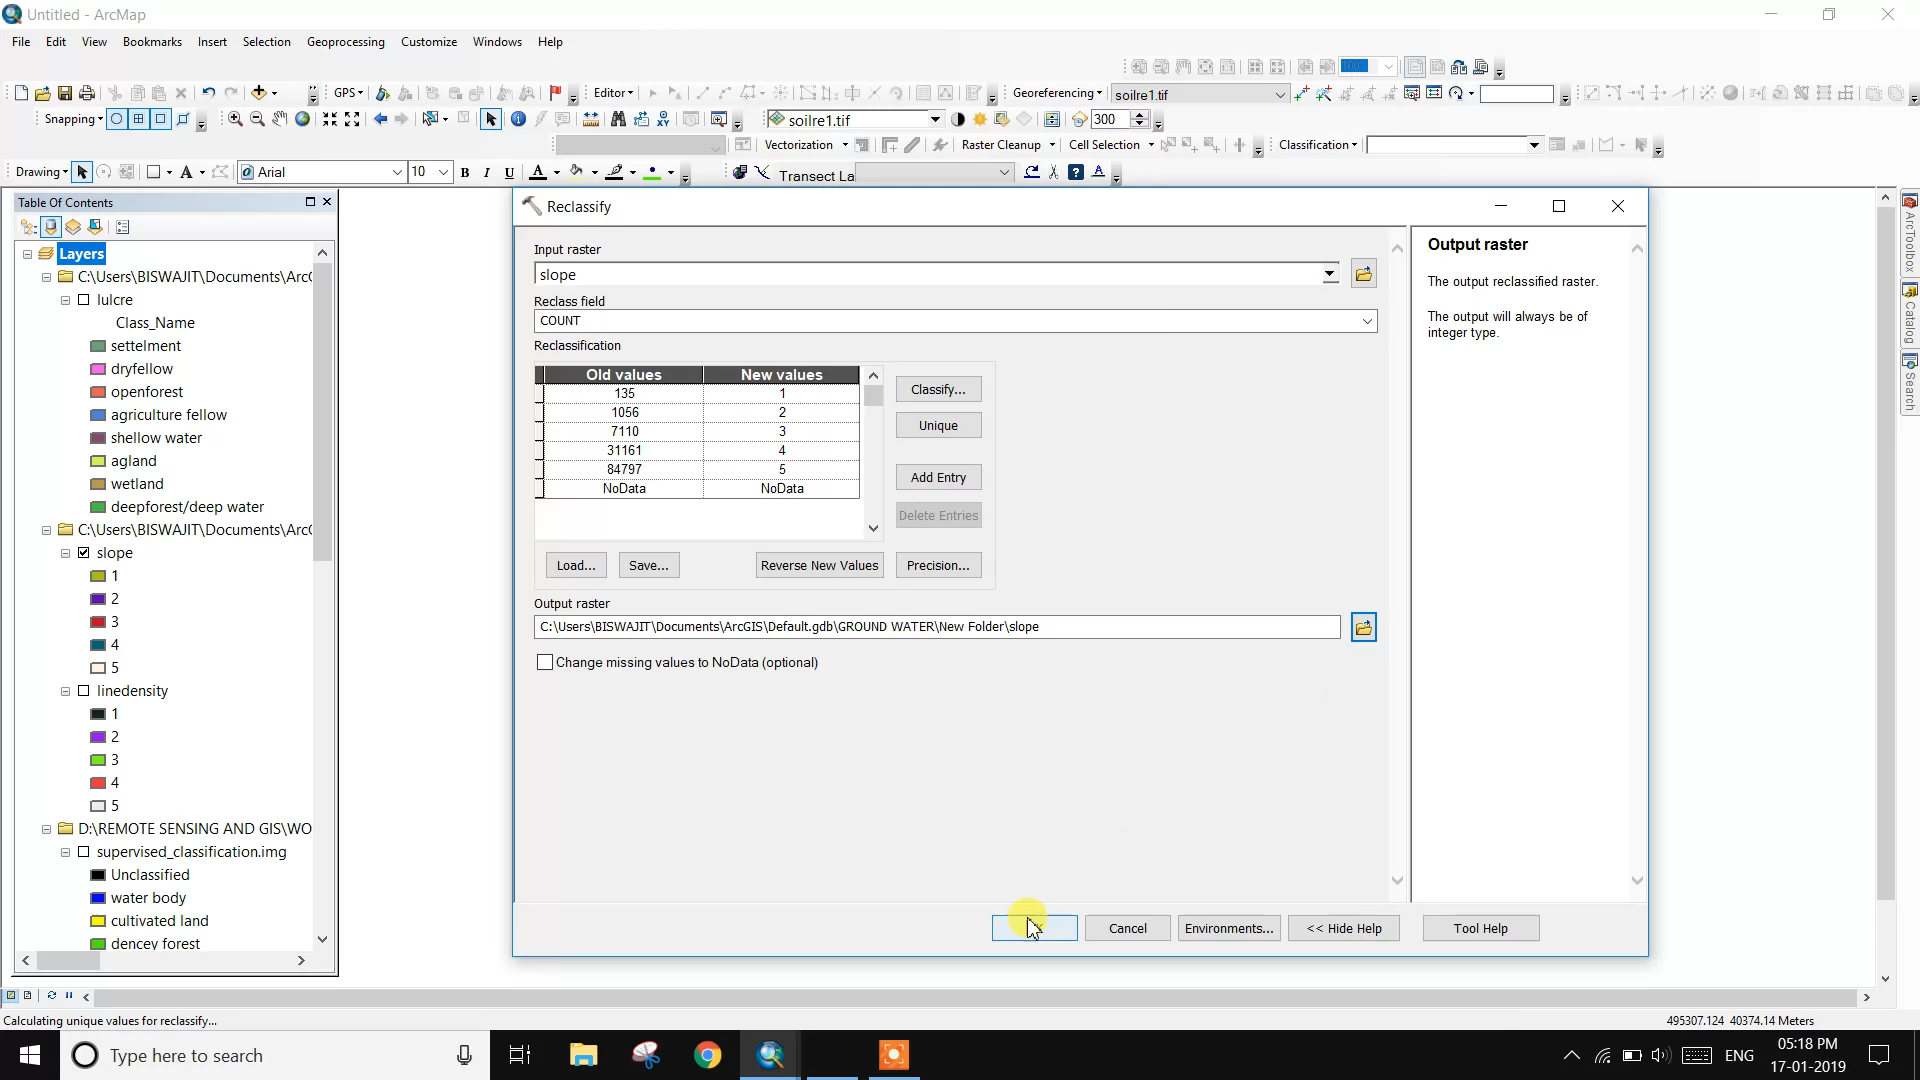 Untitled - ArcMap
File Edit View Bookmarks Insert Selection Geoprocessing Customize Windows Help
100%
GPS Editor Georeferencing soilre1.tif
Snapping soilre1.tif 300
Vectorization Raster Cleanup Cell Selection Classification
Drawing A Arial 10 B I U A Transect La
Table Of Contents
Layers
C:\Users\BISWAJIT\Documents\Arc
lulcre
Class_Name
settelment
dryfellow
openforest
agriculture fellow
shellow water
agland
wetland
deepforest/deep water
C:\Users\BISWAJIT\Documents\Arc
slope
1
2
3
4
5
linedensity
1
2
3
4
5
D:\REMOTE SENSING AND GIS\WO
supervised_classification.img
Unclassified
water body
cultivated land
dencey forest
Reclassify
Input raster
slope
Reclass field
COUNT
Reclassification
Old values New values
135 1
1056 2
7110 3
31161 4
84797 5
NoData NoData
Classify...
Unique
Add Entry
Delete Entries
Load... Save... Reverse New Values Precision...
Output raster
C:\Users\BISWAJIT\Documents\ArcGIS\Default.gdb\GROUND WATER\New Folder\slope
Change missing values to NoData (optional)
Cancel Environments... << Hide Help Tool Help
Output raster
The output reclassified raster.
The output will always be of
integer type.
ArcToolbox
Catalog
Search
Calculating unique values for reclassify...
495307.124 40374.14 Meters
Type here to search
ENG
05:18 PM
17-01-2019